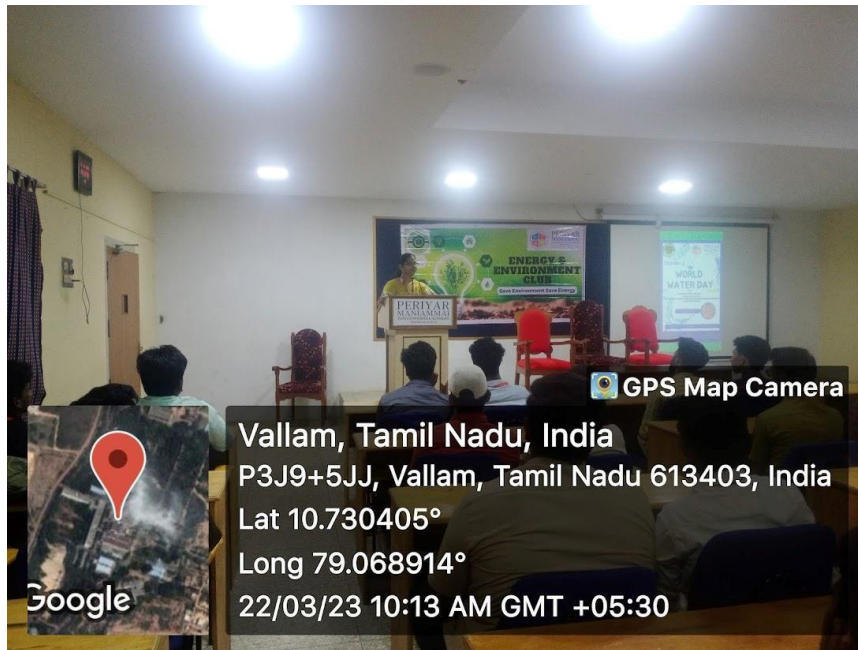 PERIYAR
MANIAMMAI
ENERGY &
ENVIRONMENT
CLUB
Save Environment Save Energy
WORLD
WATER DAY
PERIYAR
MANIAMMAI
GPS Map Camera
Vallam, Tamil Nadu, India
P3J9+5JJ, Vallam, Tamil Nadu 613403, India
Lat 10.730405°
Long 79.068914°
22/03/23 10:13 AM GMT +05:30
Google